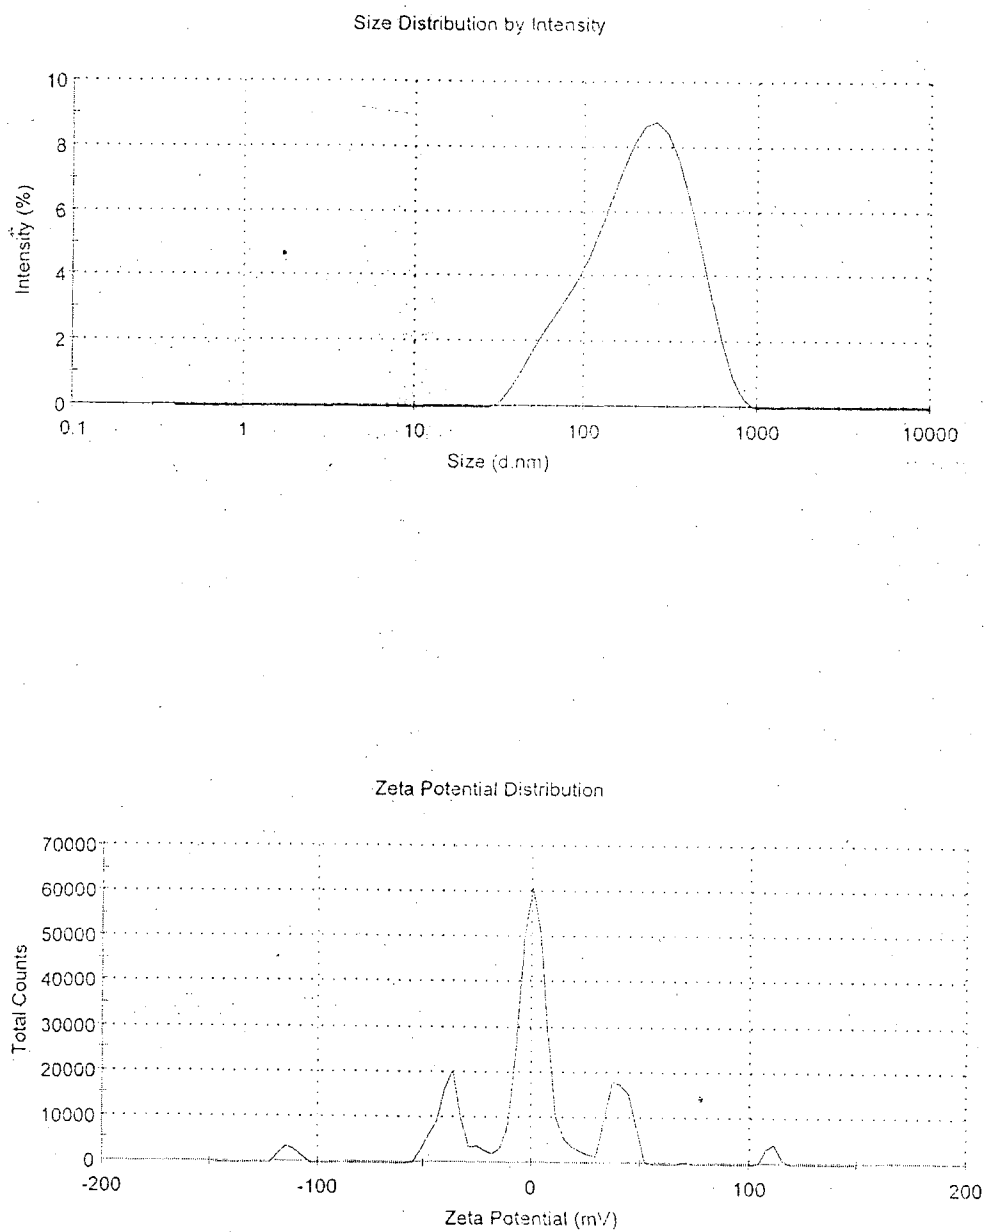 Size Distribution by Intensity
10
8
6
4
2
0
Intensity (%)
0.1 1 10 100 1000 10000
Size (d.nm)
Zeta Potential Distribution
70000
60000
50000
40000
30000
20000
10000
0
Total Counts
-200 -100 0 100 200
Zeta Potential (mV)